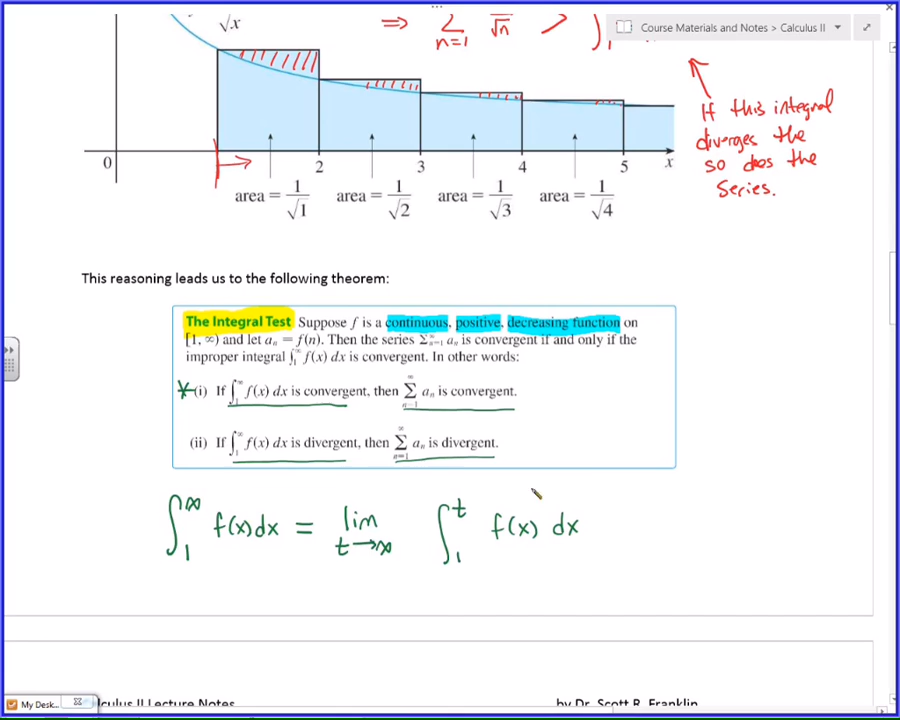 √x
⇒ Σ n=1 1/√n > ∫
Course Materials and Notes > Calculus II
If this integral
diverges the
so does the
Series.
0 2 3 4 5 x
area = 1/√1 area = 1/√2 area = 1/√3 area = 1/√4
This reasoning leads us to the following theorem:
The Integral Test Suppose f is a continuous, positive, decreasing function on
[1, ∞) and let aₙ = f(n). Then the series Σ∞n=1 aₙ is convergent if and only if the
improper integral ∫₁∞ f(x) dx is convergent. In other words:
(i) If ∫₁∞ f(x) dx is convergent, then Σ∞n=1 aₙ is convergent.
(ii) If ∫₁∞ f(x) dx is divergent, then Σ∞n=1 aₙ is divergent.
∫₁∞ f(x)dx = lim t→∞ ∫₁t f(x) dx
My Desk...
lculus II Lecture Notes by Dr. Scott R. Franklin